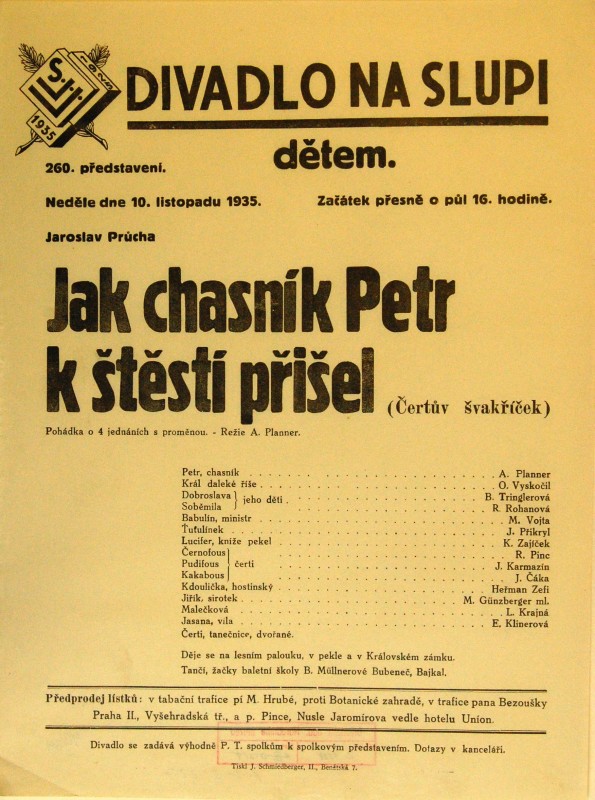 S.J.J.
1925
1935
DIVADLO NA SLUPI
dětem.
260. představení.
Neděle dne 10. listopadu 1935. Začátek přesně o půl 16. hodině.
Jaroslav Průcha
Jak chasník Petr
k štěstí přišel (Čertův švakříček)
Pohádka o 4 jednáních s proměnou. - Režie A. Planner.
Petr, chasník . . . . . A. Planner
Král daleké říše . . . . . O. Vyskočil
Dobroslava } jeho děti . . . . . B. Tringlerová
Soběmila } R. Rohanová
Babulín, ministr . . . . . M. Vojta
Ťuťulínek . . . . . J. Přikryl
Lucifer, kníže pekel . . . . . K. Zajíček
Černofous } R. Pinc
Pudifous } čerti . . . . . J. Karmazín
Kakabous } J. Čáka
Kdoulička, hostinský . . . . . Heřman Zefi
Jiřík, sirotek . . . . . M. Günzberger ml.
Malečková . . . . . L. Krajná
Jasana, víla . . . . . E. Klinerová
Čerti, tanečnice, dvořané.
Děje se na lesním palouku, v pekle a v Královském zámku.
Tančí, žačky baletní školy B. Müllnerové Bubeneč, Bajkal.
Předprodej lístků: v tabační trafice pí M. Hrubé, proti Botanické zahradě, v trafice pana Bezoušky
Praha II., Vyšehradská tř., a p. Pince, Nusle Jaromírova vedle hotelu Union.
Divadlo se zadává výhodně P. T. spolkům k spolkovým představením. Dotazy v kanceláři.
Tiskl J. Schmiedberger, II., Benátská 7.